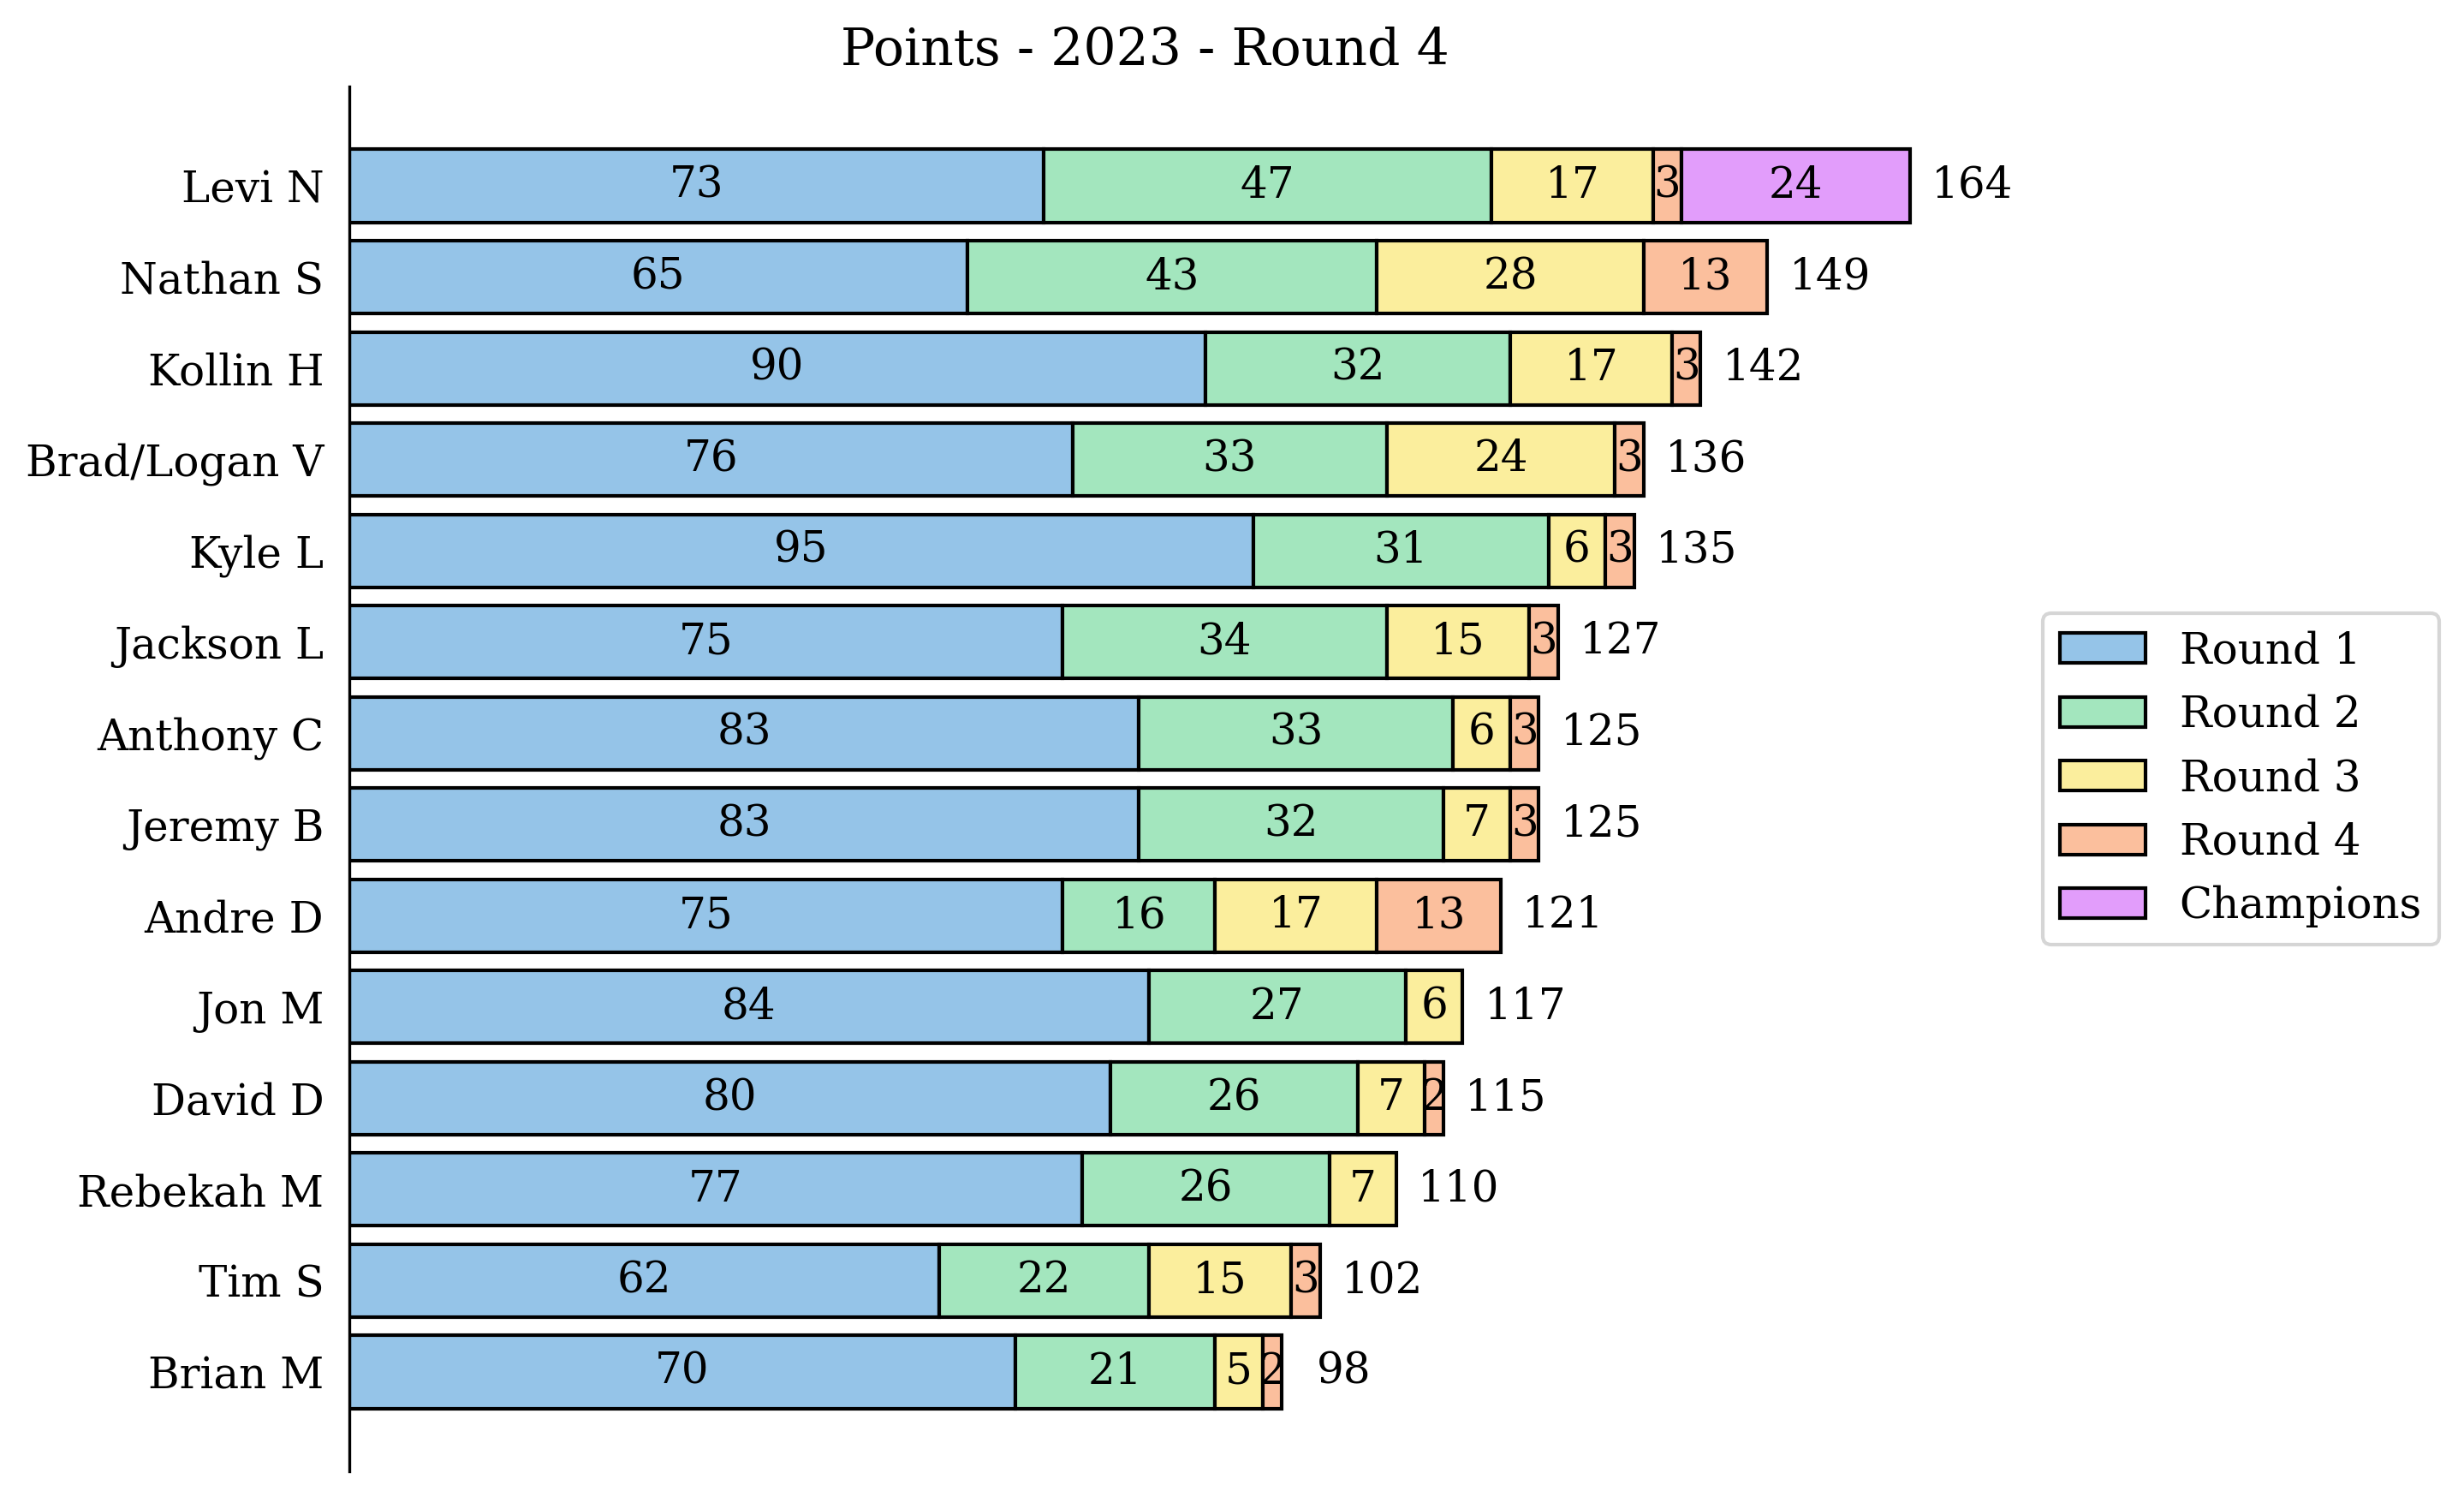 Points - 2023 - Round 4
Levi N 73 47 17 3 24 164
Nathan S 65 43 28 13 149
Kollin H 90 32 17 3 142
Brad/Logan V 76 33 24 3 136
Kyle L 95 31 6 3 135
Jackson L 75 34 15 3 127
Anthony C 83 33 6 3 125
Jeremy B 83 32 7 3 125
Andre D 75 16 17 13 121
Jon M 84 27 6 117
David D 80 26 7 2 115
Rebekah M 77 26 7 110
Tim S 62 22 15 3 102
Brian M 70 21 5 2 98
Round 1
Round 2
Round 3
Round 4
Champions